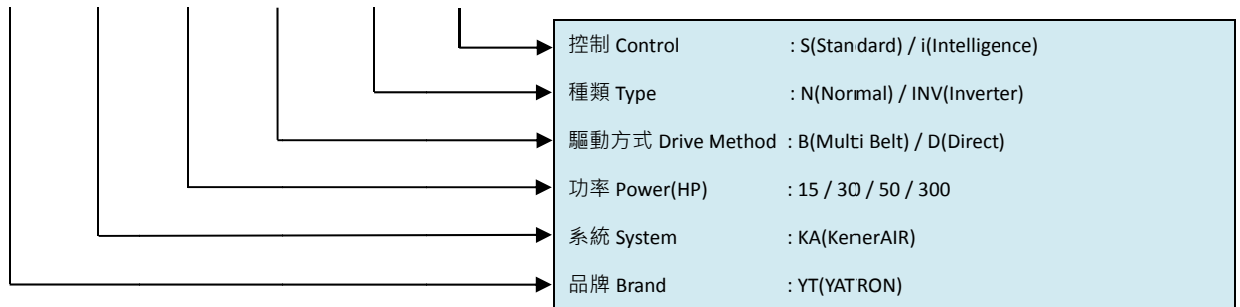 控制 Control : S(Standard) / i(Intelligence)
種類 Type : N(Normal) / INV(Inverter)
驅動方式 Drive Method : B(Multi Belt) / D(Direct)
功率 Power(HP) : 15 / 30 / 50 / 300
系統 System : KA(KenerAIR)
品牌 Brand : YT(YATRON)